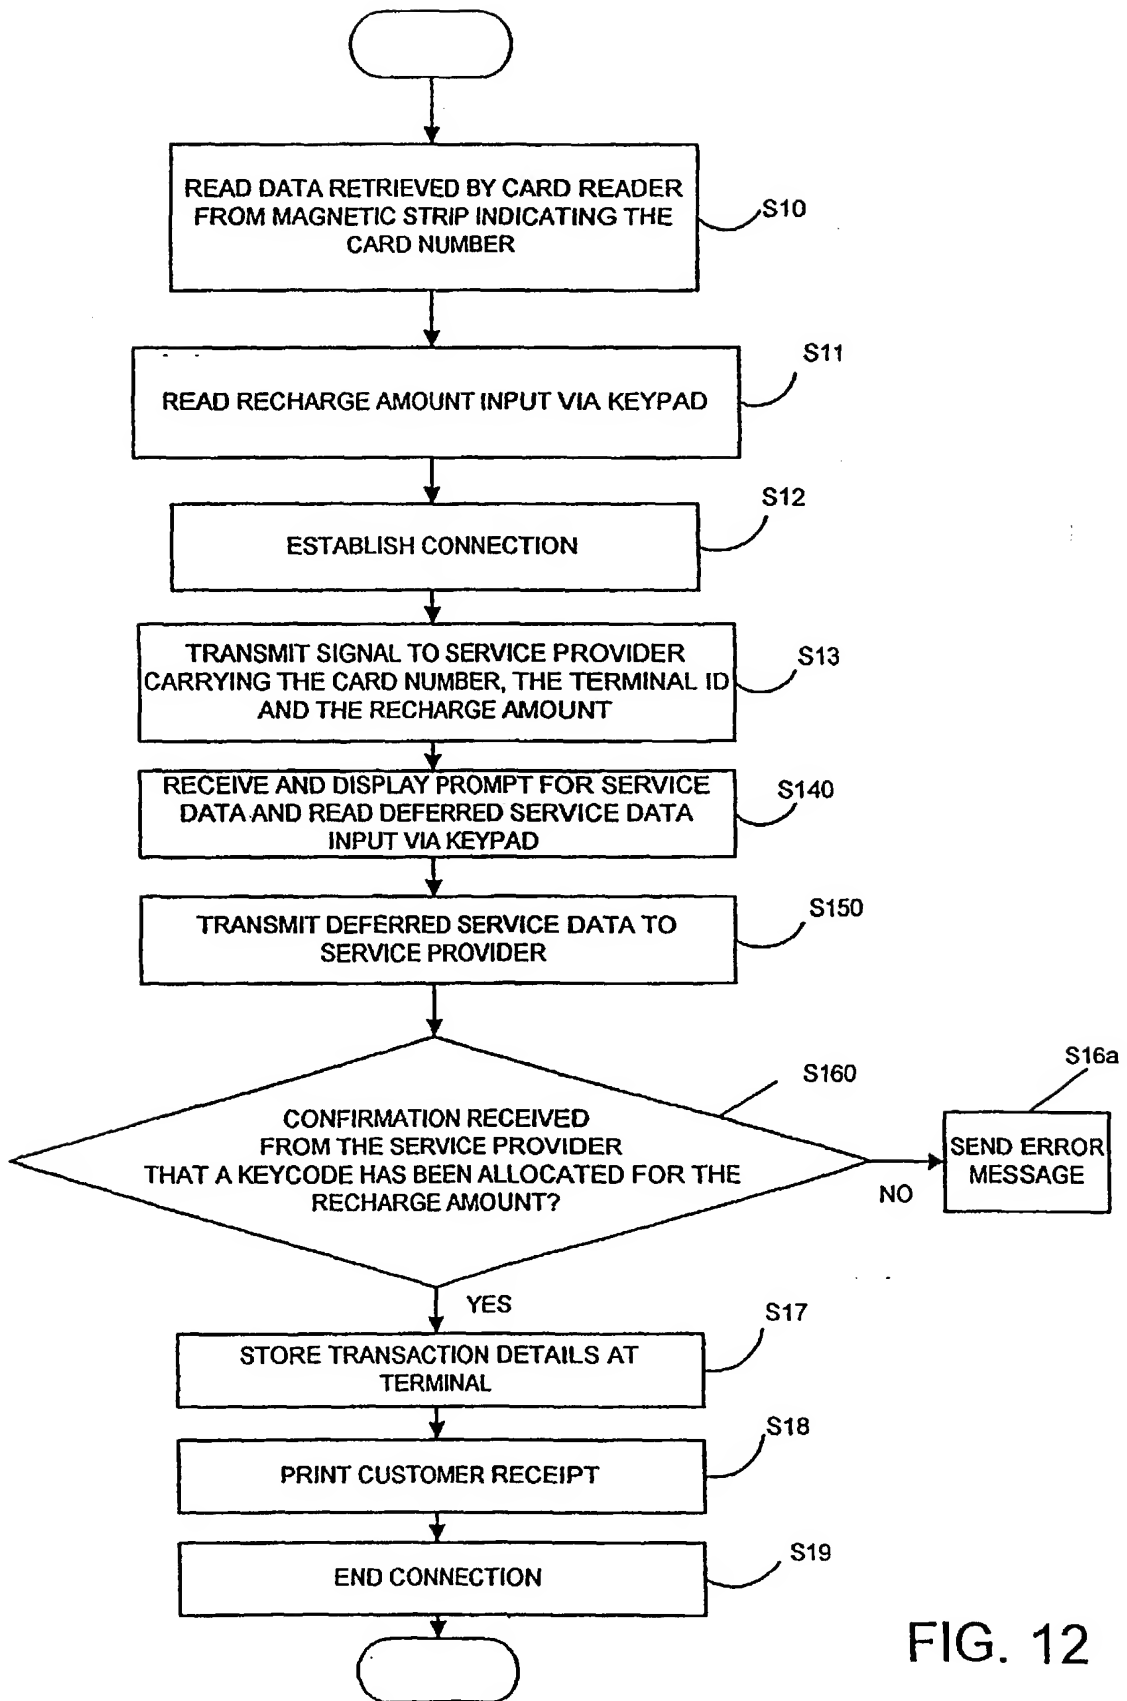 READ DATA RETRIEVED BY CARD READER
FROM MAGNETIC STRIP INDICATING THE
CARD NUMBER
S10
S11
READ RECHARGE AMOUNT INPUT VIA KEYPAD
S12
ESTABLISH CONNECTION
TRANSMIT SIGNAL TO SERVICE PROVIDER
CARRYING THE CARD NUMBER, THE TERMINAL ID
AND THE RECHARGE AMOUNT
S13
RECEIVE AND DISPLAY PROMPT FOR SERVICE
DATA AND READ DEFERRED SERVICE DATA
INPUT VIA KEYPAD
S140
TRANSMIT DEFERRED SERVICE DATA TO
SERVICE PROVIDER
S150
S160
S16a
CONFIRMATION RECEIVED
FROM THE SERVICE PROVIDER
THAT A KEYCODE HAS BEEN ALLOCATED FOR THE
RECHARGE AMOUNT?
NO
SEND ERROR
MESSAGE
YES
S17
STORE TRANSACTION DETAILS AT
TERMINAL
S18
PRINT CUSTOMER RECEIPT
S19
END CONNECTION
FIG. 12